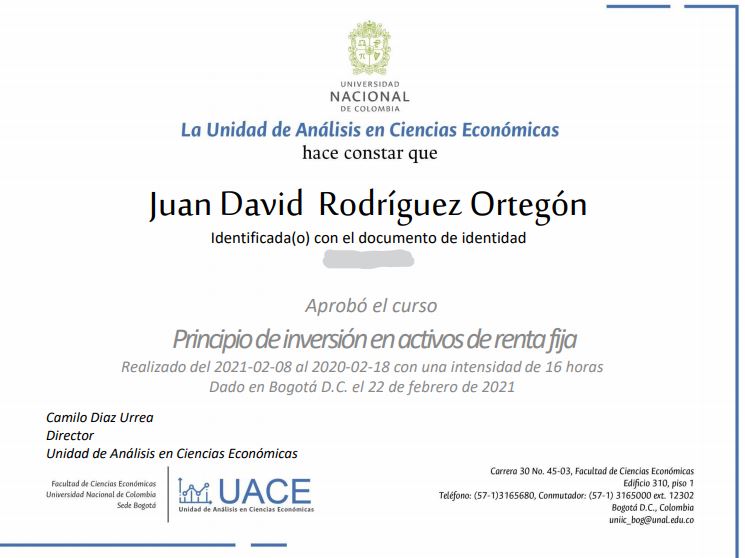 UNIVERSIDAD
NACIONAL
DE COLOMBIA
La Unidad de Análisis en Ciencias Económicas
hace constar que
Juan David Rodríguez Ortegón
Identificada(o) con el documento de identidad
Aprobó el curso
Principio de inversión en activos de renta fija
Realizado del 2021-02-08 al 2020-02-18 con una intensidad de 16 horas
Dado en Bogotá D.C. el 22 de febrero de 2021
Camilo Diaz Urrea
Director
Unidad de Análisis en Ciencias Económicas
Facultad de Ciencias Económicas
Universidad Nacional de Colombia
Sede Bogotá
UACE
Unidad de Análisis en Ciencias Económicas
Carrera 30 No. 45-03, Facultad de Ciencias Económicas
Edificio 310, piso 1
Teléfono: (57-1)3165680, Conmutador: (57-1) 3165000 ext. 12302
Bogotá D.C., Colombia
uniic_bog@unal.edu.co